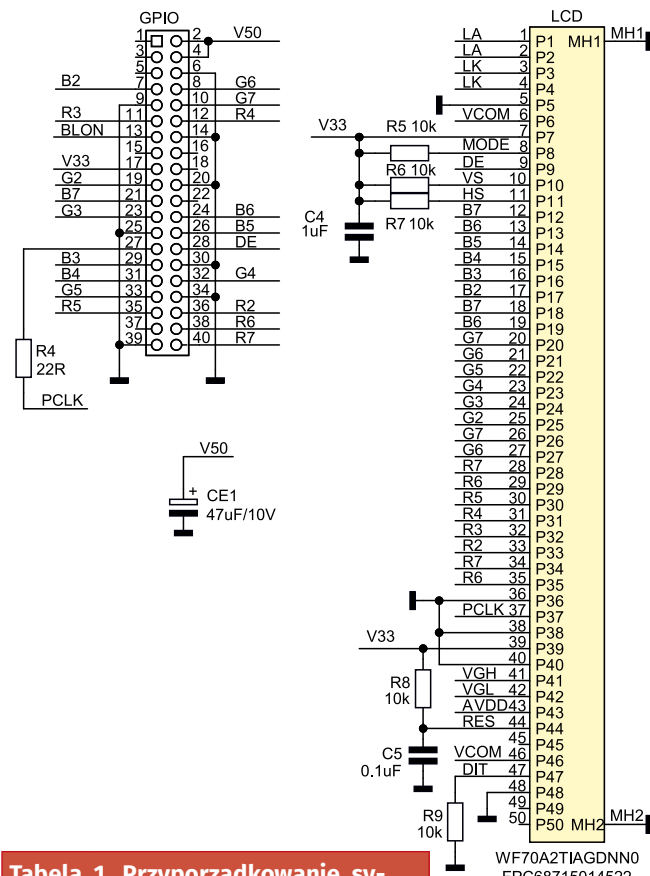 GPIO
1 2 V50
3 4
5 6
B2 7 8 G6
9 10 G7
R3 11 12 R4
BLON 13 14
15 16
V33 17 18
G2 19 20
B7 21 22
G3 23 24 B6
25 26 B5
27 28 DE
B3 29 30
B4 31 32 G4
G5 33 34
R5 35 36 R2
37 38 R6
39 40 R7
R4
22R
PCLK
V50
+
CE1
47uF/10V
LCD
LA 1 P1 MH1 MH1
LA 2 P2
LK 3 P3
LK 4 P4
5 P5
VCOM 6 P6
V33 7 P7
R5 10k MODE 8 P8
DE 9 P9
R6 10k VS 10 P10
HS 11 P11
R7 10k
C4
1uF
B7 12 P12
B6 13 P13
B5 14 P14
B4 15 P15
B3 16 P16
B2 17 P17
B7 18 P18
B6 19 P19
G7 20 P20
G6 21 P21
G5 22 P22
G4 23 P23
G3 24 P24
G2 25 P25
G7 26 P26
G6 27 P27
R7 28 P28
R6 29 P29
R5 30 P30
R4 31 P31
R3 32 P32
R2 33 P33
R7 34 P34
R6 35 P35
36 P36
PCLK 37 P37
38 P38
V33 39 P39
40 P40
R8
10k
VGH 41 P41
VGL 42 P42
AVDD 43 P43
RES 44 P44
45 P45
C5
0.1uF
VCOM 46 P46
DIT 47 P47
48 P48
49 P49
50 P50 MH2 MH2
R9
10k
WF70A2TIAGDNN0
FRC68715014522
Tabela 1. Przyporządkowanie sy-